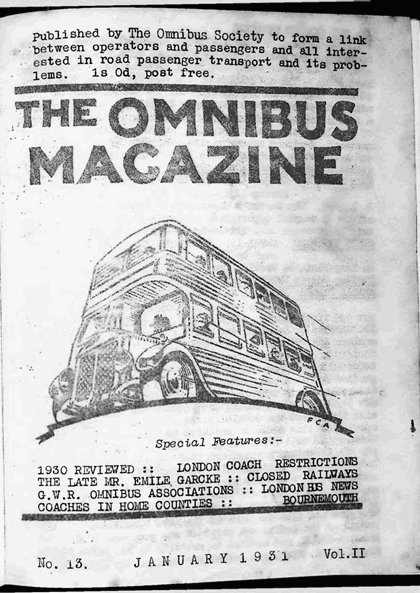 Published by The Omnibus Society to form a link
between operators and passengers and all inter-
ested in road passenger transport and its prob-
lems. 1s 0d, post free.
THE OMNIBUS
MAGAZINE
FCA
Special Features:-
1930 REVIEWED :: LONDON COACH RESTRICTIONS
THE LATE MR. EMILE GARCKE :: CLOSED RAILWAYS
G.W.R. OMNIBUS ASSOCIATIONS :: LONDON BUS NEWS
COACHES IN HOME COUNTIES :: BOURNEMOUTH
No. 13. JANUARY 1931 Vol.II